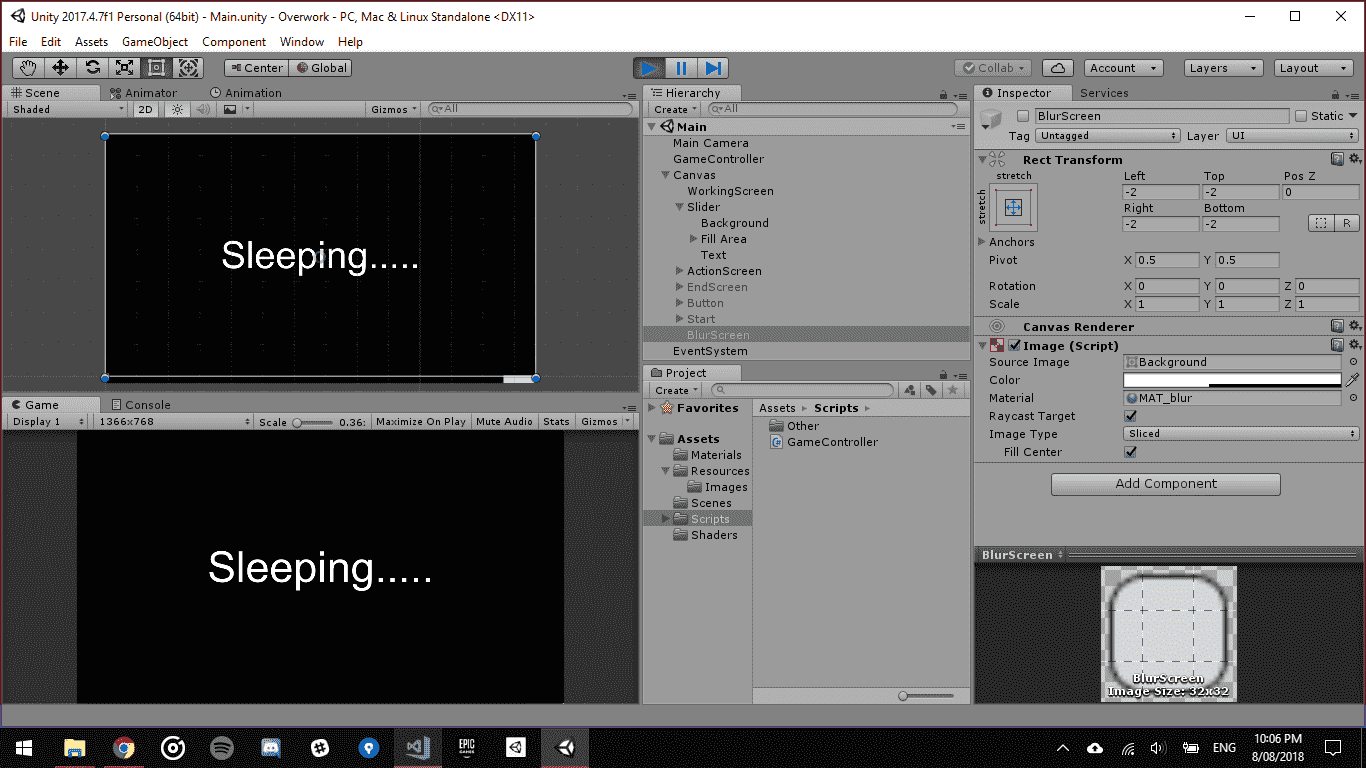 Unity 2017.4.7f1 Personal (64bit) - Main.unity - Overwork - PC, Mac & Linux Standalone <DX11>
File Edit Assets GameObject Component Window Help
Center Global
Collab Account Layers Layout
Scene Animator Animation
Shaded 2D Gizmos All
Sleeping.....
Game Console
Display 1 1366x768 Scale 0.36: Maximize On Play Mute Audio Stats Gizmos
Sleeping.....
Hierarchy
Create All
Main
Main Camera
GameController
Canvas
WorkingScreen
Slider
Background
Fill Area
Text
ActionScreen
EndScreen
Button
Start
BlurScreen
EventSystem
Project
Create
Favorites
Assets
Materials
Resources
Images
Scenes
Scripts
Shaders
Assets Scripts
Other
GameController
Inspector Services
BlurScreen Static
Tag Untagged Layer UI
Rect Transform
stretch
stretch
Left Top Pos Z
-2 -2 0
Right Bottom
-2 -2 R
Anchors
Pivot X 0.5 Y 0.5
Rotation X 0 Y 0 Z 0
Scale X 1 Y 1 Z 1
Canvas Renderer
Image (Script)
Source Image Background
Color
Material MAT_blur
Raycast Target
Image Type Sliced
Fill Center
Add Component
BlurScreen
BlurScreen
Image Size: 32x32
EPIC
GAMES
ENG
10:06 PM
8/08/2018